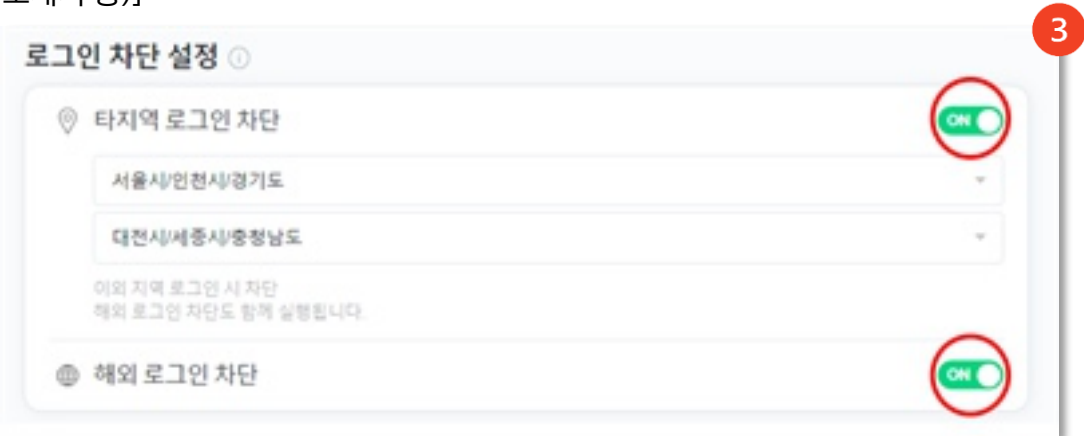 3
로그인 차단 설정
타지역 로그인 차단
ON
서울시/인천시/경기도
대전시/세종시/충청남도
이외 지역 로그인 시 차단
해외 로그인 차단도 함께 실행됩니다.
해외 로그인 차단
ON